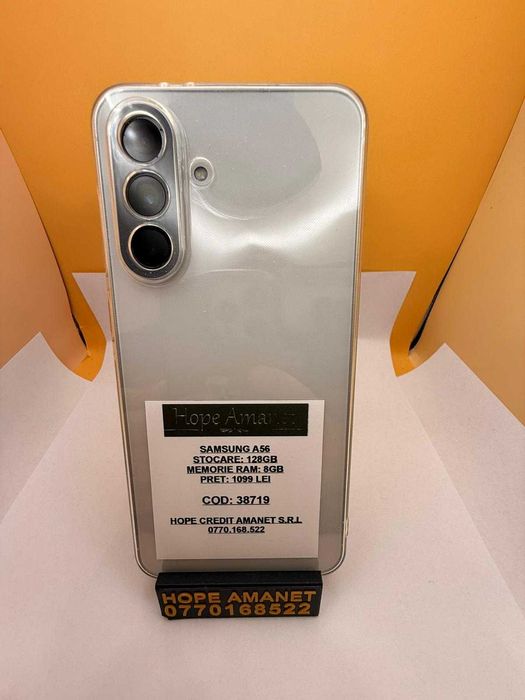 Hope Amanet
SAMSUNG A56
STOCARE: 128GB
MEMORIE RAM: 8GB
PRET: 1099 LEI
COD: 38719
HOPE CREDIT AMANET S.R.L
0770.168.522
HOPE AMANET
0770168522